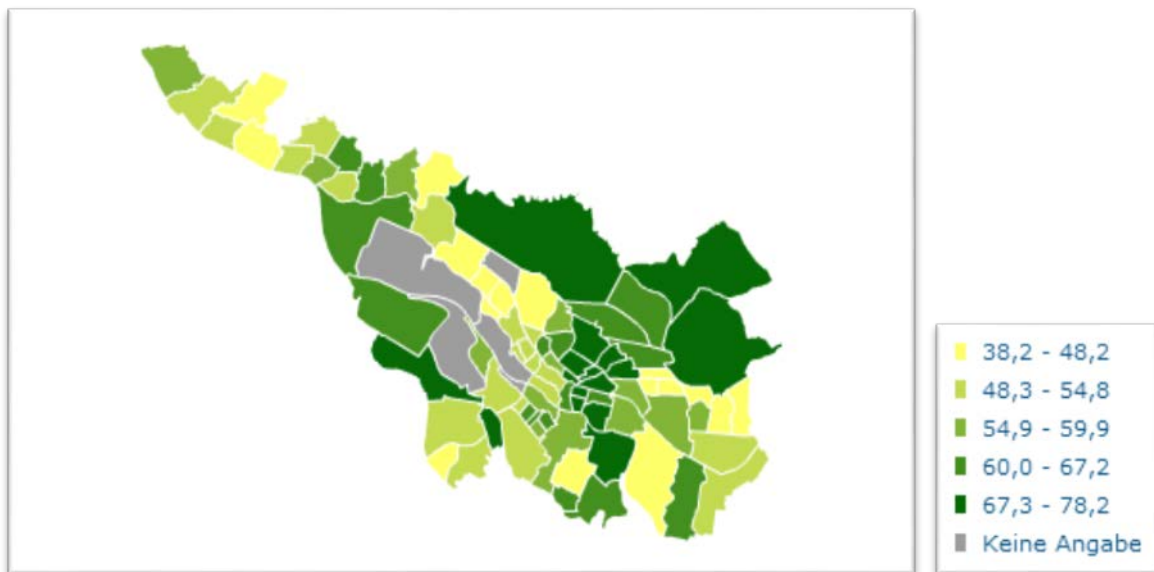 38,2 - 48,2
48,3 - 54,8
54,9 - 59,9
60,0 - 67,2
67,3 - 78,2
Keine Angabe